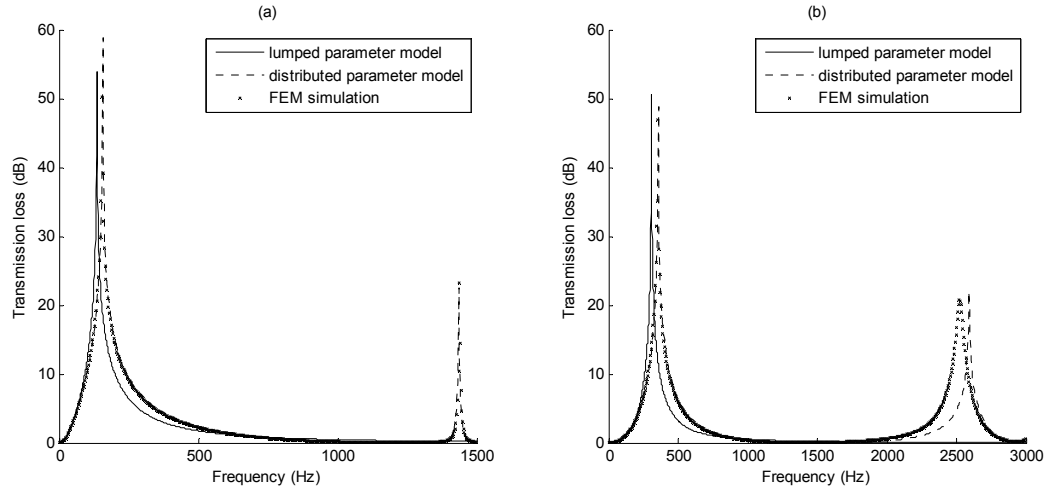 (a)
60
50
40
30
20
10
0
Transmission loss (dB)
lumped parameter model
distributed parameter model
FEM simulation
0
500
1000
1500
Frequency (Hz)
(b)
60
50
40
30
20
10
0
Transmission loss (dB)
lumped parameter model
distributed parameter model
FEM simulation
0
500
1000
1500
2000
2500
3000
Frequency (Hz)